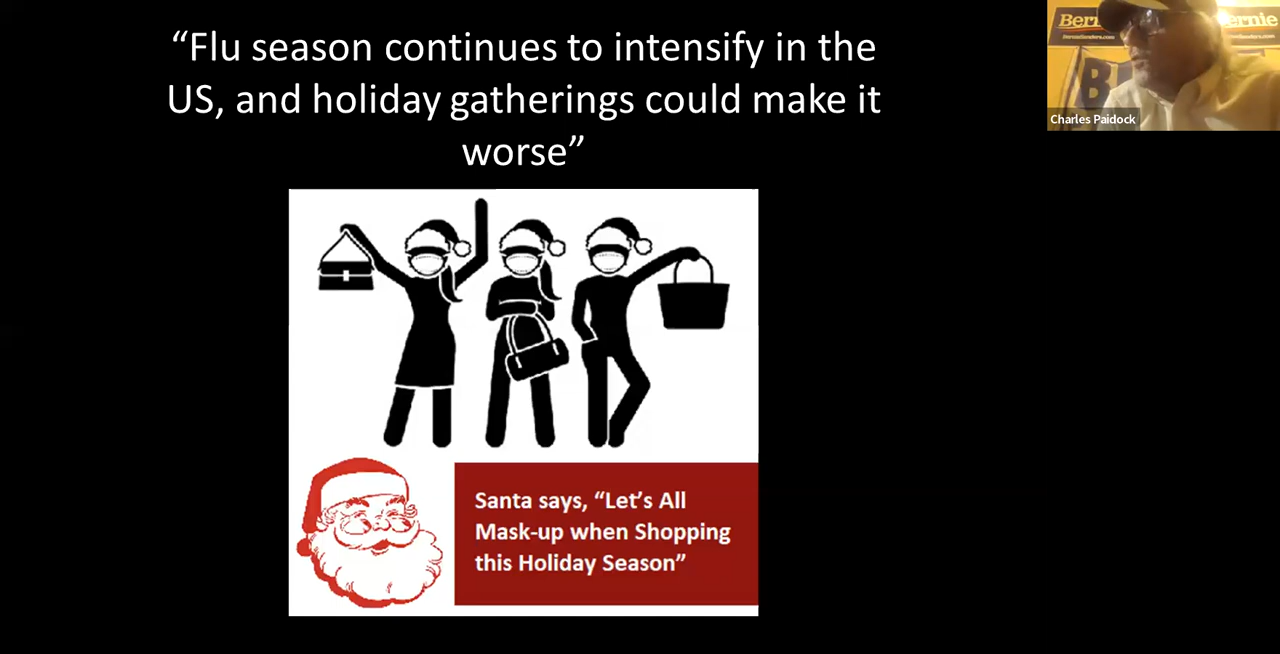 “Flu season continues to intensify in the
US, and holiday gatherings could make it
worse”
Santa says, “Let’s All
Mask-up when Shopping
this Holiday Season”
Charles Paidock